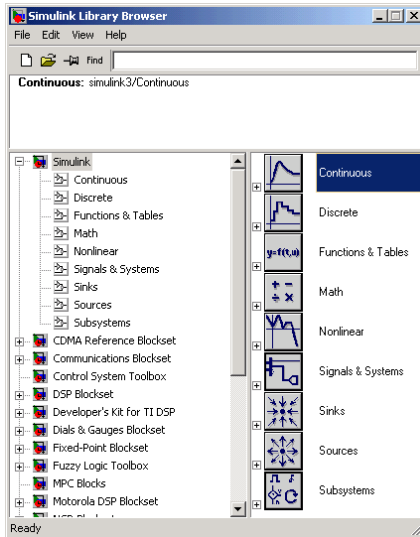 Simulink Library Browser
File Edit View Help
Find
Continuous: simulink3/Continuous
Simulink
Continuous
Discrete
Functions & Tables
Math
Nonlinear
Signals & Systems
Sinks
Sources
Subsystems
CDMA Reference Blockset
Communications Blockset
Control System Toolbox
DSP Blockset
Developer's Kit for TI DSP
Dials & Gauges Blockset
Fixed-Point Blockset
Fuzzy Logic Toolbox
MPC Blocks
Motorola DSP Blockset
Continuous
Discrete
y=f(t,u) Functions & Tables
+ - ÷ × Math
Nonlinear
Signals & Systems
Sinks
Sources
Subsystems
Ready